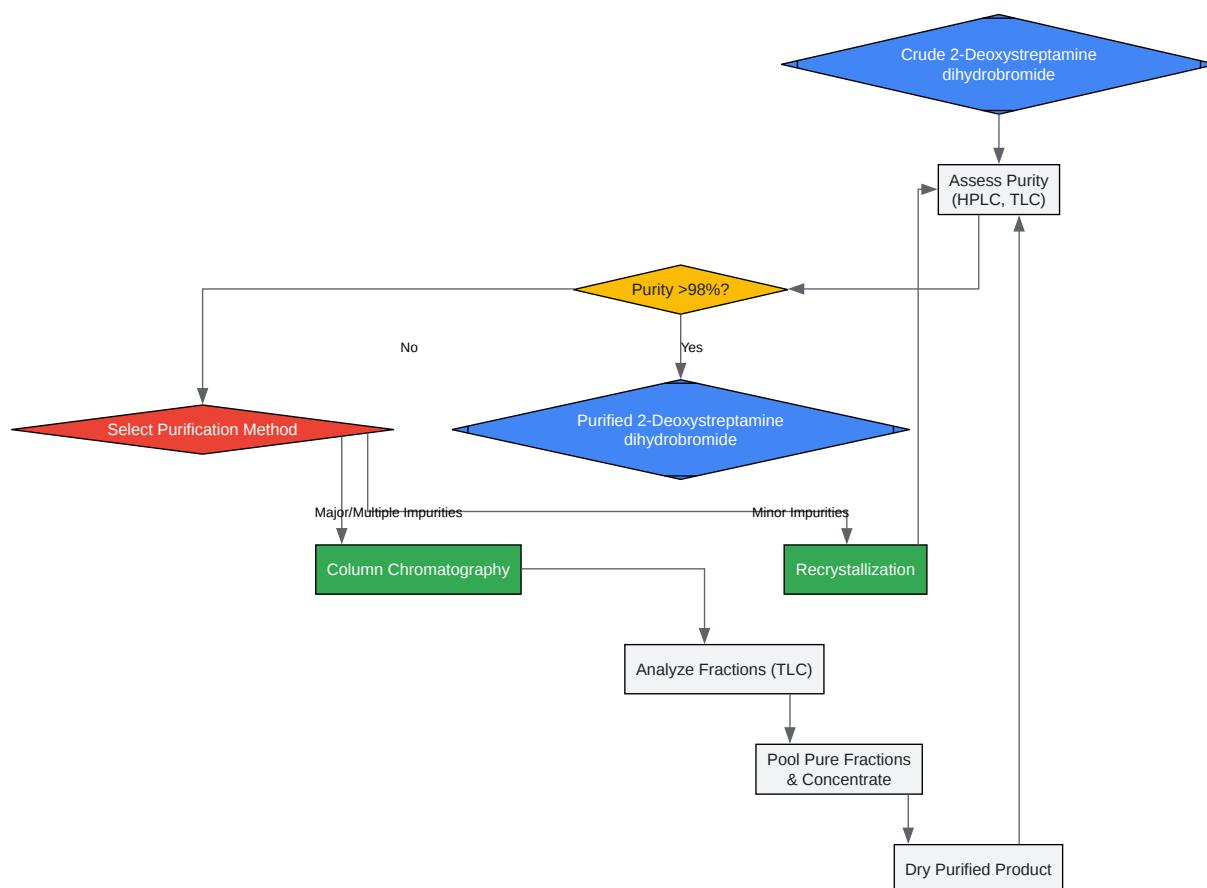 Crude 2-Deoxystreptamine
dihydrobromide
Assess Purity
(HPLC, TLC)
Purity >98%?
No
Yes
Select Purification Method
Purified 2-Deoxystreptamine
dihydrobromide
Major/Multiple Impurities
Minor Impurities
Column Chromatography
Recrystallization
Analyze Fractions (TLC)
Pool Pure Fractions
& Concentrate
Dry Purified Product